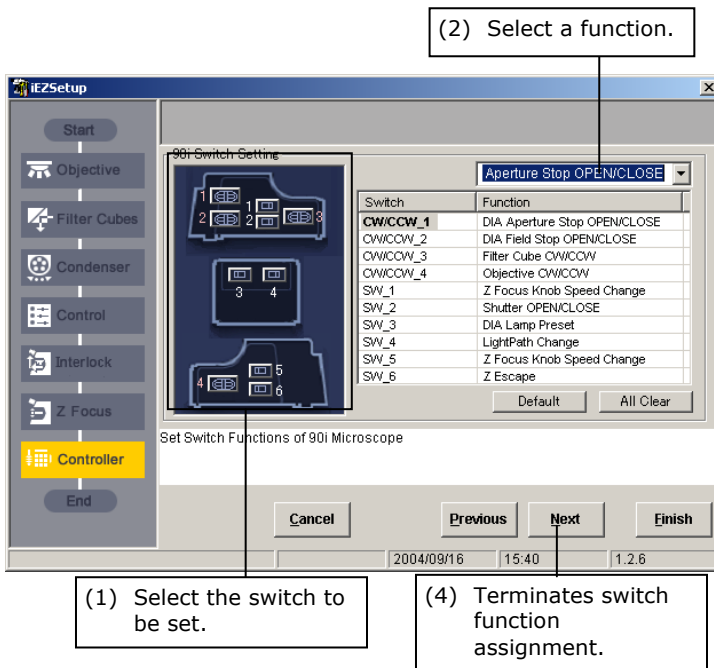 (2) Select a function.
iEZSetup
Start
Objective
Filter Cubes
Condenser
Control
Interlock
Z Focus
Controller
End
90i Switch Setting
1
2
1
2
3
3
4
4
5
6
Aperture Stop OPEN/CLOSE
Switch Function
CW/CCW_1 DIA Aperture Stop OPEN/CLOSE
CW/CCW_2 DIA Field Stop OPEN/CLOSE
CW/CCW_3 Filter Cube CW/CCW
CW/CCW_4 Objective CW/CCW
SW_1 Z Focus Knob Speed Change
SW_2 Shutter OPEN/CLOSE
SW_3 DIA Lamp Preset
SW_4 LightPath Change
SW_5 Z Focus Knob Speed Change
SW_6 Z Escape
Default All Clear
Set Switch Functions of 90i Microscope
Cancel Previous Next Finish
2004/09/16 15:40 1.2.6
(1) Select the switch to
be set.
(4) Terminates switch
function
assignment.